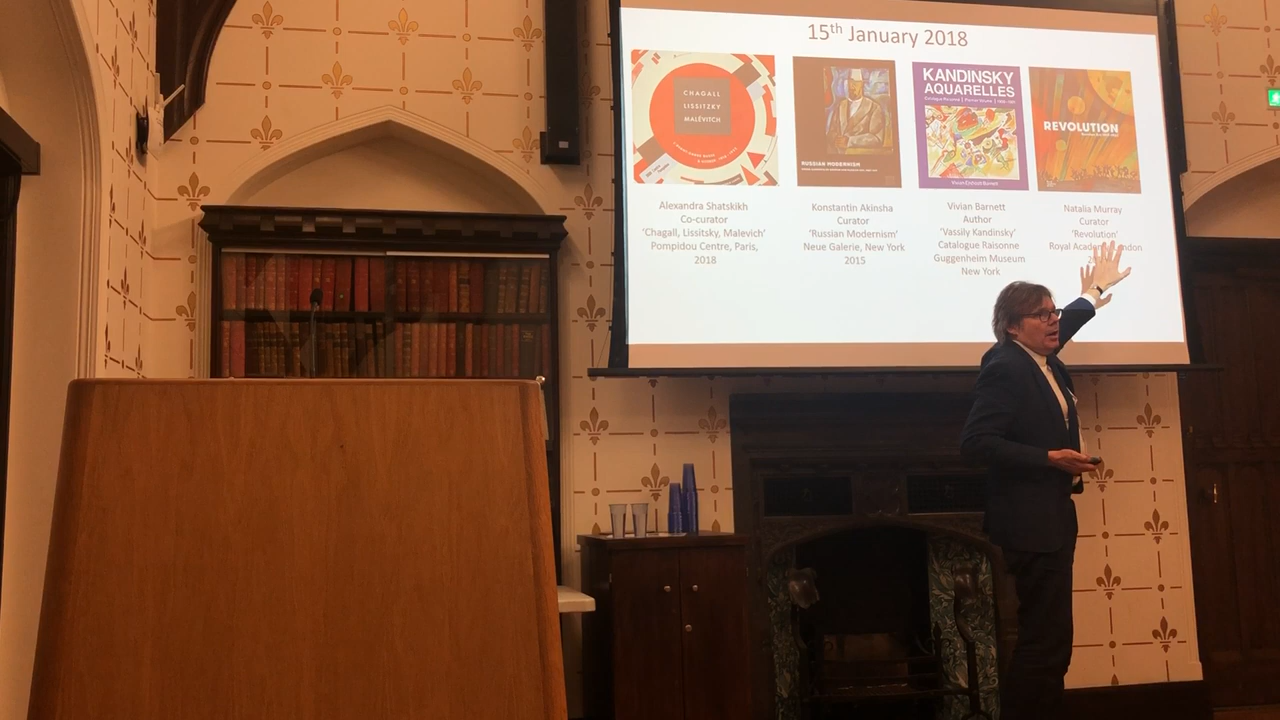 15th January 2018
CHAGALL
LISSITZKY
MALÉVITCH
RUSSIAN MODERNISM
KANDINSKY
AQUARELLES
Vivian Endicott Barnett
REVOLUTION
Alexandra Shatskikh
Co-curator
'Chagall, Lissitsky, Malevich'
Pompidou Centre, Paris,
2018
Konstantin Akinsha
Curator
'Russian Modernism'
Neue Galerie, New York
2015
Vivian Barnett
Author
'Vassily Kandinsky'
Catalogue Raisonne
Guggenheim Museum
New York
Natalia Murray
Curator
'Revolution'
Royal London